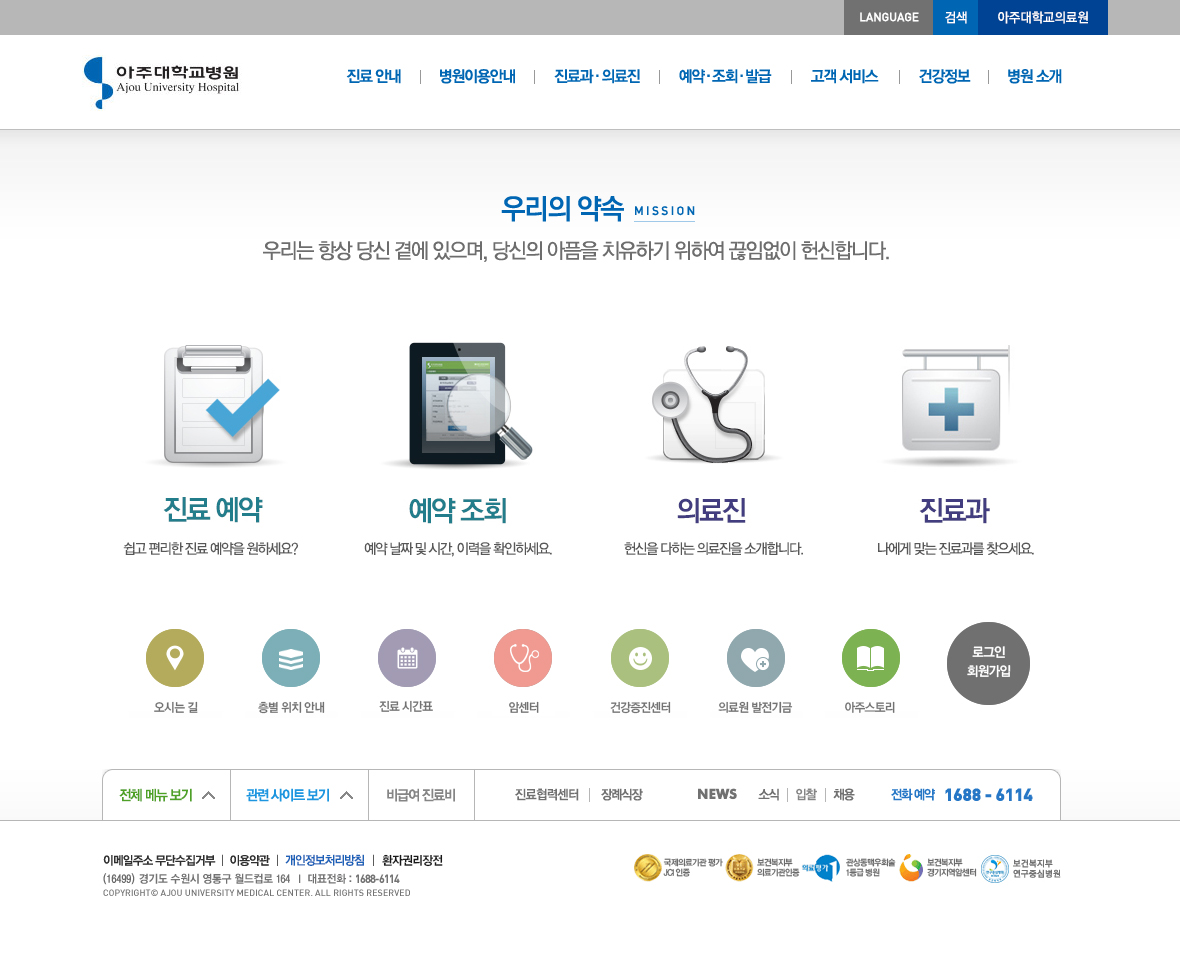 LANGUAGE 검색 아주대학교의료원
아주대학교병원
Ajou University Hospital
진료 안내 병원이용안내 진료과·의료진 예약·조회·발급 고객 서비스 건강정보 병원 소개
우리의 약속 MISSION
우리는 항상 당신 곁에 있으며, 당신의 아픔을 치유하기 위하여 끊임없이 헌신합니다.
진료 예약 예약 조회 의료진 진료과
쉽고 편리한 진료 예약을 원하세요? 예약 날짜 및 시간, 이력을 확인하세요. 헌신을 다하는 의료진을 소개합니다. 나에게 맞는 진료과를 찾으세요.
로그인
회원가입
오시는 길 층별 위치 안내 진료 시간표 암센터 건강증진센터 의료원 발전기금 아주스토리
전체 메뉴 보기 관련 사이트 보기 비급여 진료비 진료협력센터 장례식장 NEWS 소식 입찰 채용 전화 예약 1688 - 6114
이메일주소 무단수집거부 이용약관 개인정보처리방침 환자권리장전
(16499) 경기도 수원시 영통구 월드컵로 164 | 대표전화 : 1688-6114
COPYRIGHT© AJOU UNIVERSITY MEDICAL CENTER. ALL RIGHTS RESERVED
국제의료기관 평가
JCI 인증
보건복지부
의료기관인증
의료평가
관상동맥우회술
1등급 병원
보건복지부
경기지역암센터
보건복지부
연구중심병원